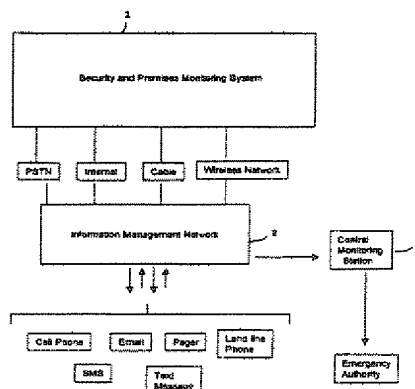 1
Security and Premises Monitoring System
PSTN
Internet
Cable
Wireless Network
Information Management Network
2
Central
Monitoring
Station
Cell Phone
Email
Pager
Land line
Phone
SMS
Text
Message
Emergency
Authority